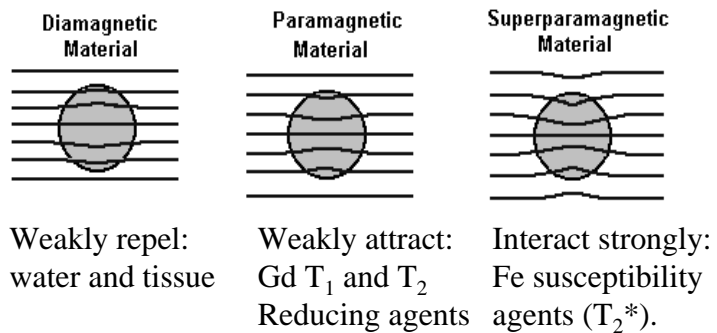 Diamagnetic
Material
Paramagnetic
Material
Superparamagnetic
Material
Weakly repel:
water and tissue
Weakly attract:
Gd T₁ and T₂
Reducing agents
Interact strongly:
Fe susceptibility
agents (T₂*).